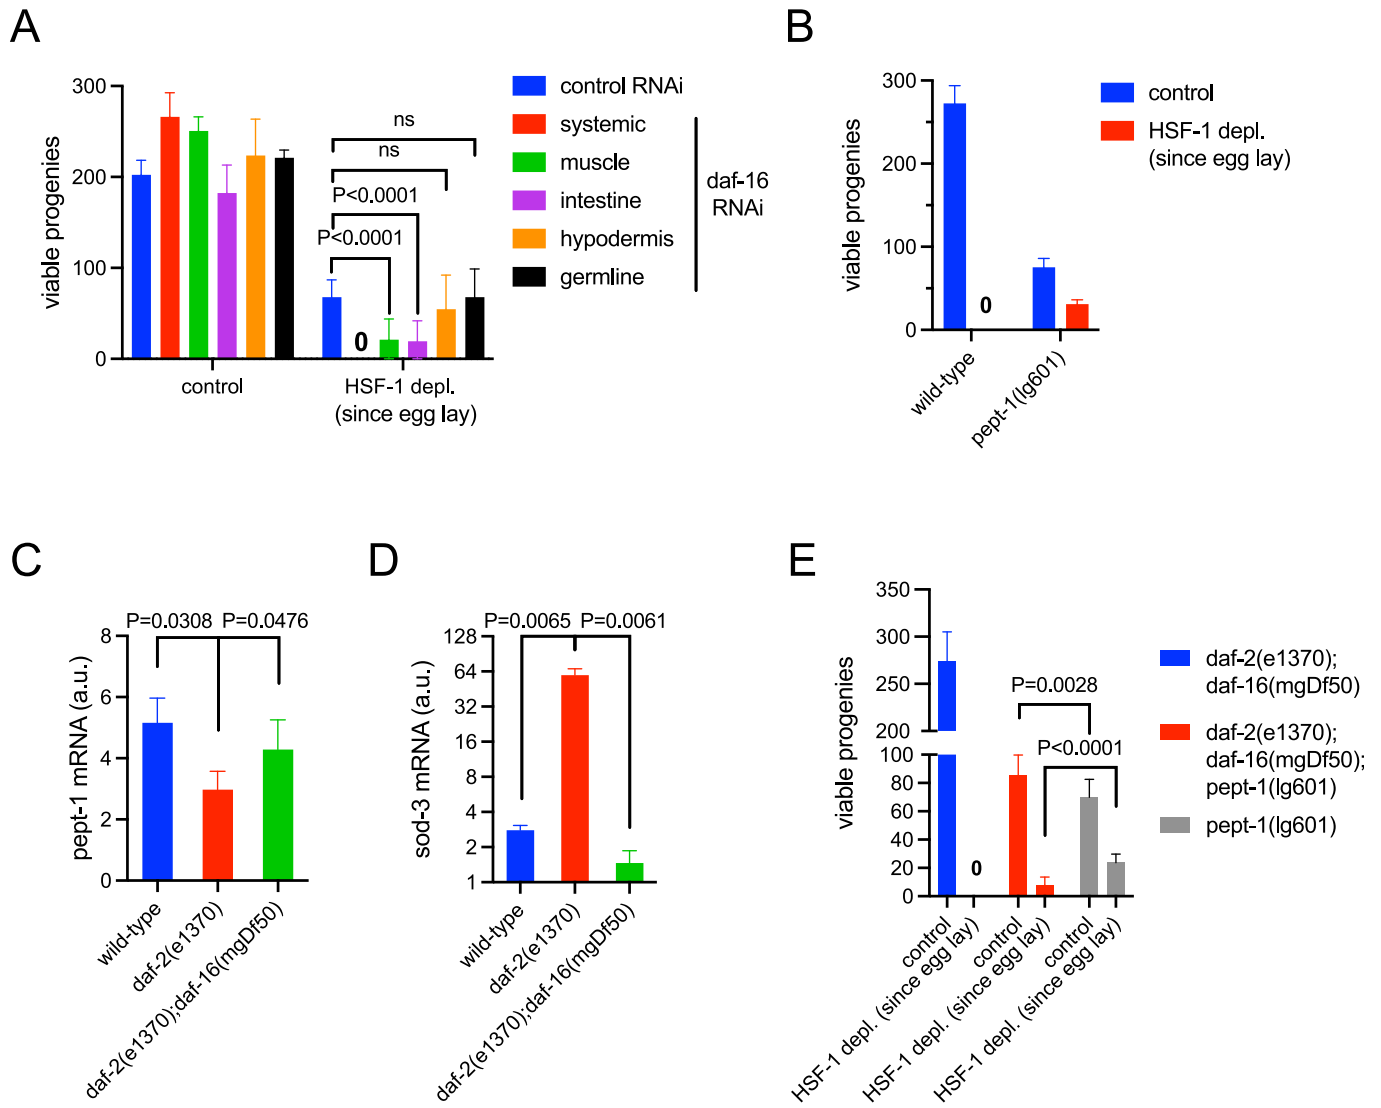 A
viable progenies
300
200
100
0
0
control
HSF-1 depl.
(since egg lay)
ns
ns
P<0.0001
P<0.0001
control RNAi
systemic
muscle
intestine
hypodermis
germline
daf-16
RNAi
B
viable progenies
300
200
100
0
0
wild-type
pept-1(lg601)
control
HSF-1 depl.
(since egg lay)
C
pept-1 mRNA (a.u.)
P=0.0308
P=0.0476
8
6
4
2
0
wild-type
daf-2(e1370)
daf-2(e1370);daf-16(mgDf50)
D
sod-3 mRNA (a.u.)
P=0.0065
P=0.0061
128
64
32
16
8
4
2
1
wild-type
daf-2(e1370)
daf-2(e1370);daf-16(mgDf50)
E
viable progenies
350
300
250
200
100
80
60
40
20
0
0
P=0.0028
P<0.0001
control
HSF-1 depl. (since egg lay)
control
HSF-1 depl. (since egg lay)
control
HSF-1 depl. (since egg lay)
daf-2(e1370);
daf-16(mgDf50)
daf-2(e1370);
daf-16(mgDf50);
pept-1(lg601)
pept-1(lg601)